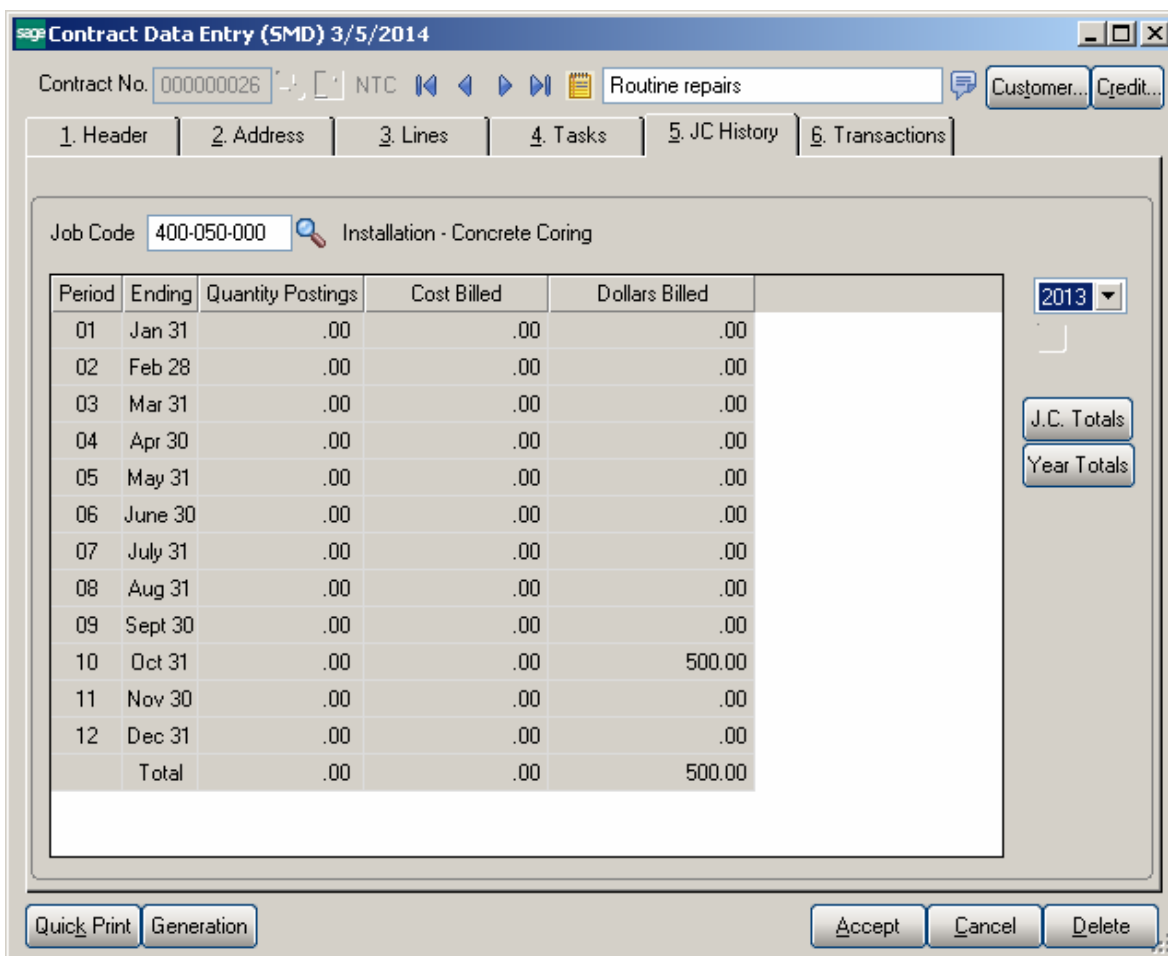 sage Contract Data Entry (SMD) 3/5/2014
Contract No. 000000026 NTC Routine repairs Customer... Credit...
1. Header 2. Address 3. Lines 4. Tasks 5. JC History 6. Transactions
Job Code 400-050-000 Installation - Concrete Coring
Period Ending Quantity Postings Cost Billed Dollars Billed
2013
01 Jan 31 .00 .00 .00
02 Feb 28 .00 .00 .00
03 Mar 31 .00 .00 .00
J.C. Totals
04 Apr 30 .00 .00 .00
Year Totals
05 May 31 .00 .00 .00
06 June 30 .00 .00 .00
07 July 31 .00 .00 .00
08 Aug 31 .00 .00 .00
09 Sept 30 .00 .00 .00
10 Oct 31 .00 .00 500.00
11 Nov 30 .00 .00 .00
12 Dec 31 .00 .00 .00
Total .00 .00 500.00
Quick Print Generation Accept Cancel Delete